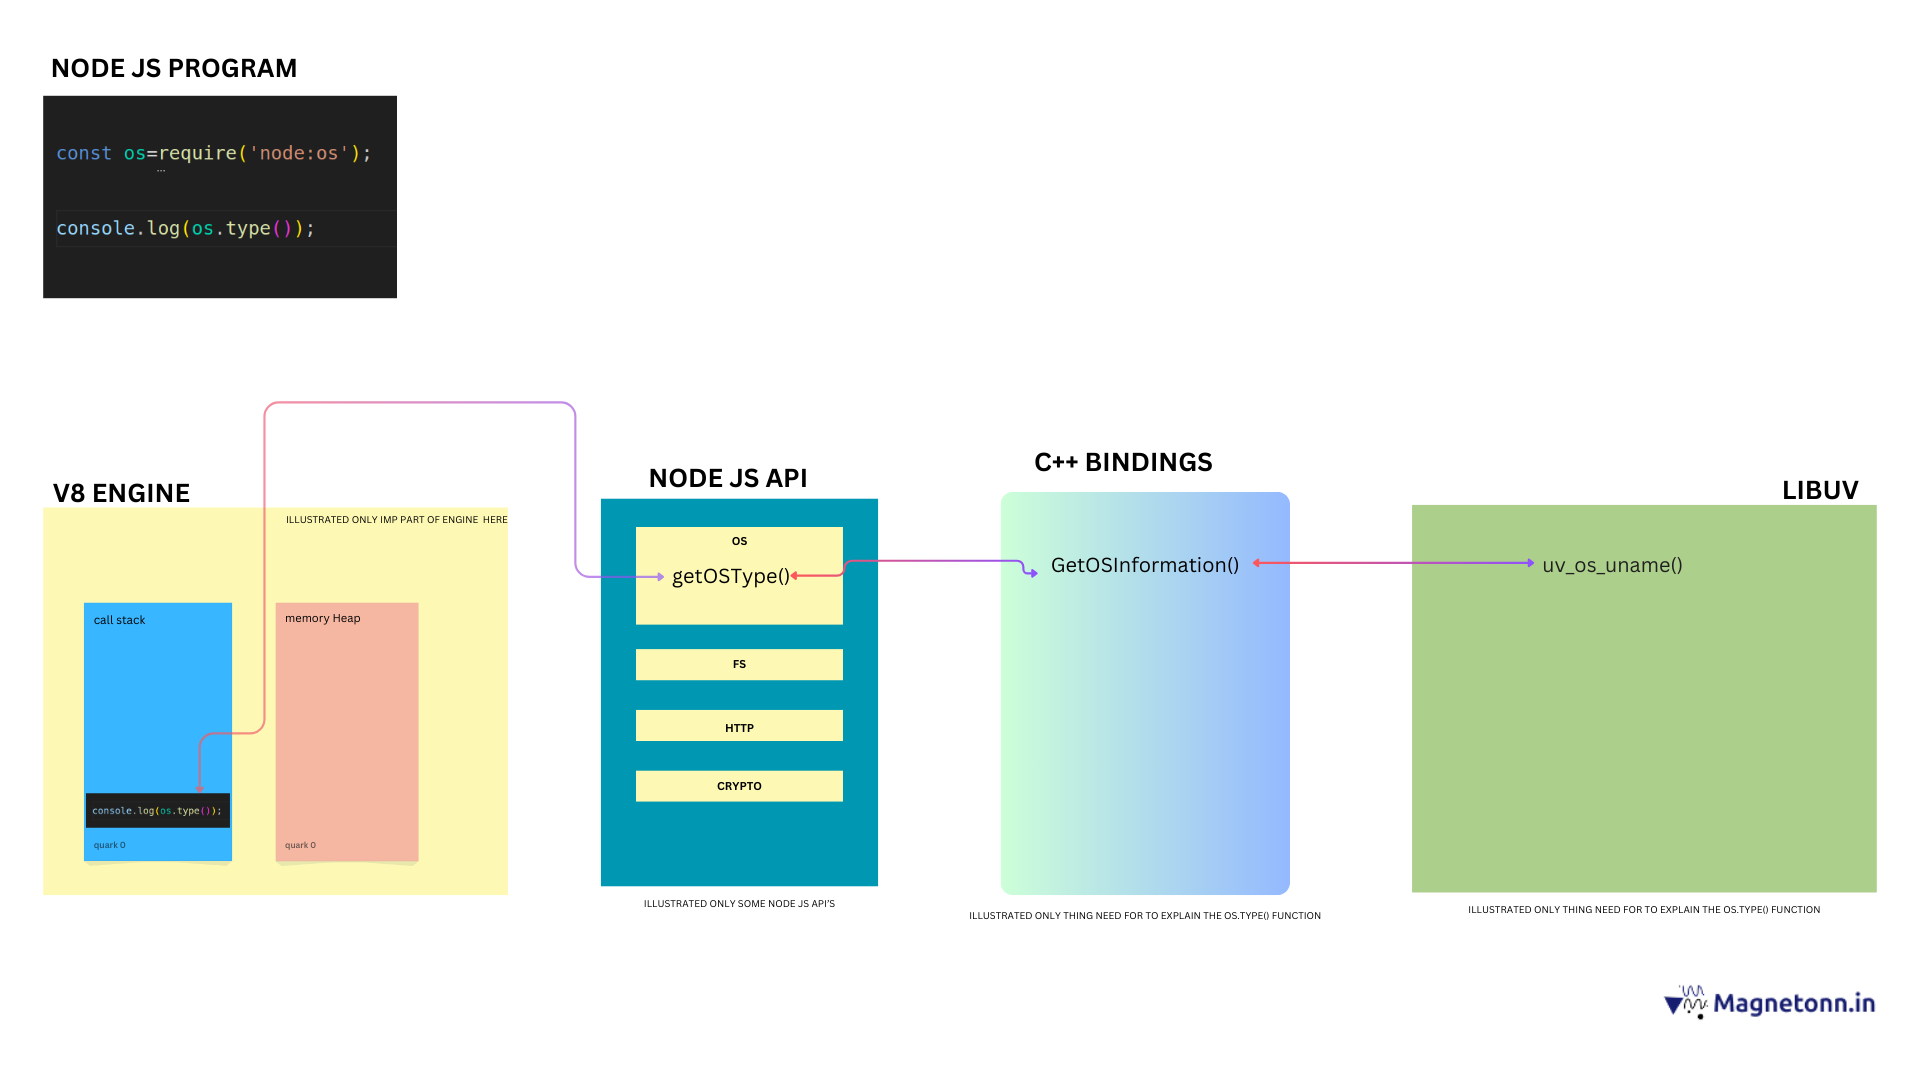 NODE JS PROGRAM
const os=require('node:os');
console.log(os.type());
V8 ENGINE
ILLUSTRATED ONLY IMP PART OF ENGINE HERE
call stack
console.log(os.type());
quark 0
memory Heap
quark 0
NODE JS API
OS
getOSType()
FS
HTTP
CRYPTO
ILLUSTRATED ONLY SOME NODE JS API'S
C++ BINDINGS
GetOSInformation()
ILLUSTRATED ONLY THING NEED FOR TO EXPLAIN THE OS.TYPE() FUNCTION
LIBUV
uv_os_uname()
ILLUSTRATED ONLY THING NEED FOR TO EXPLAIN THE OS.TYPE() FUNCTION
Magnetonn.in